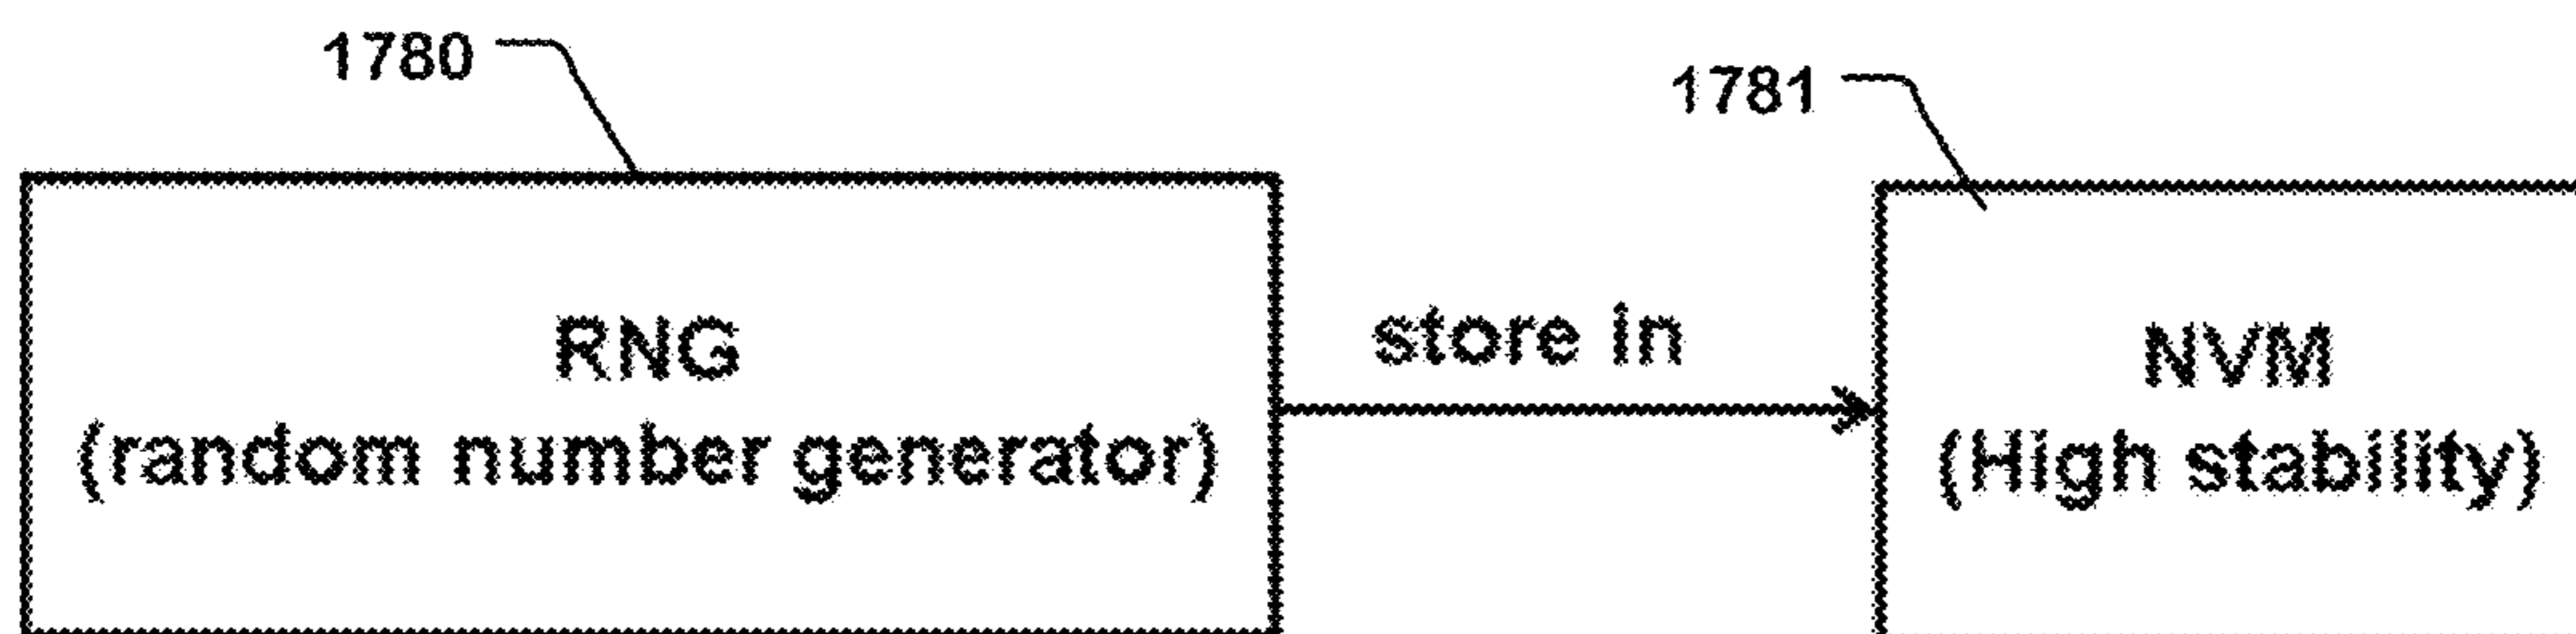 1780
1781
RNG
(random number generator)
store in
NVM
(High stability)